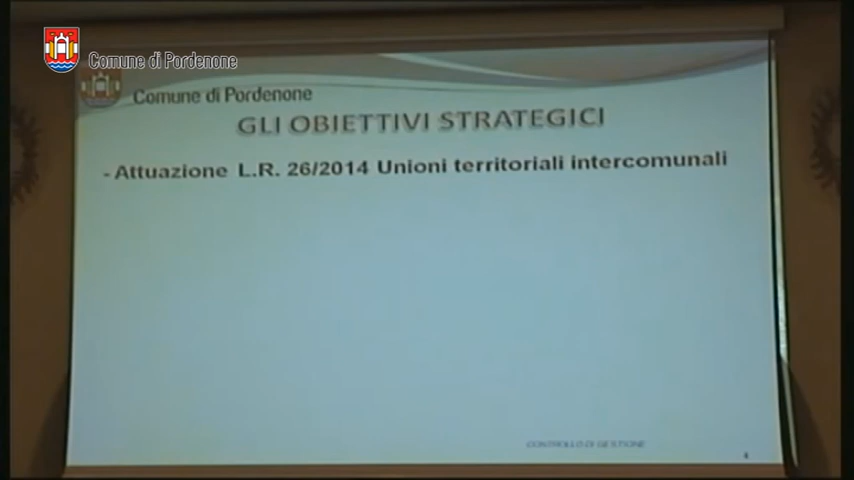 Comune di Pordenone
Comune di Pordenone
GLI OBIETTIVI STRATEGICI
- Attuazione L.R. 26/2014 Unioni territoriali intercomunali
CONTROLLO DI GESTIONE